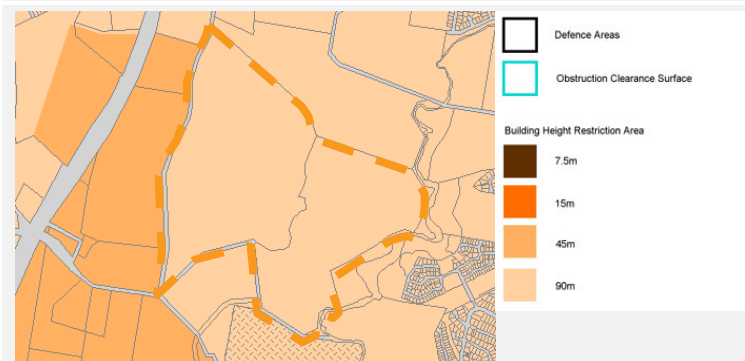 Defence Areas
Obstruction Clearance Surface
Building Height Restriction Area
7.5m
15m
45m
90m